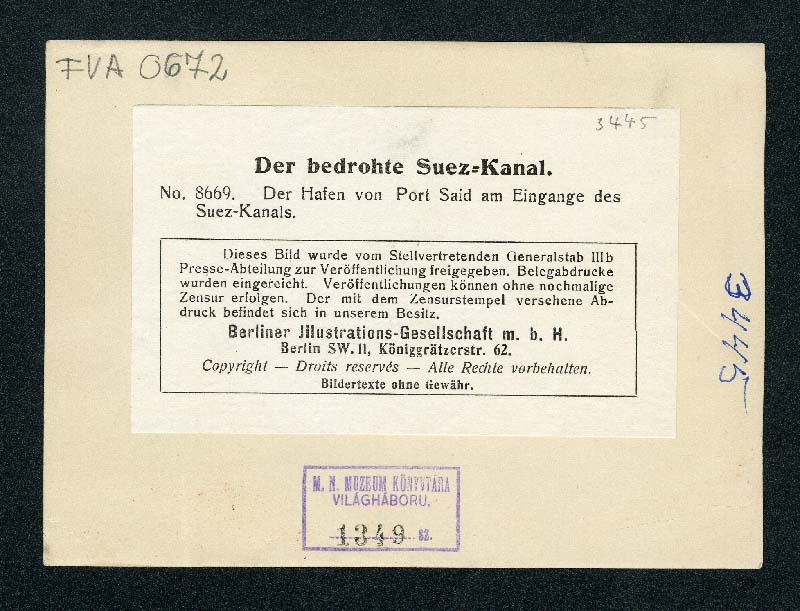 FVA 0672
3445
Der bedrohte Suez-Kanal.
No. 8669. Der Hafen von Port Said am Eingange des
Suez-Kanals.
Dieses Bild wurde vom Stellvertretenden Generalstab IIIb
Presse-Abteilung zur Veröffentlichung freigegeben. Belegabdrucke
wurden eingereicht. Veröffentlichungen können ohne nochmalige
Zensur erfolgen. Der mit dem Zensurstempel versehene Ab-
druck befindet sich in unserem Besitz.
Berliner Jllustrations-Gesellschaft m. b. H.
Berlin SW. 11, Königgrätzerstr. 62.
Copyright — Droits reservés — Alle Rechte vorbehalten.
Bildertexte ohne Gewähr.
3445
M. N. MUZEUM KÖNYVTÁRA
VILÁGHÁBORU.
1349 sz.